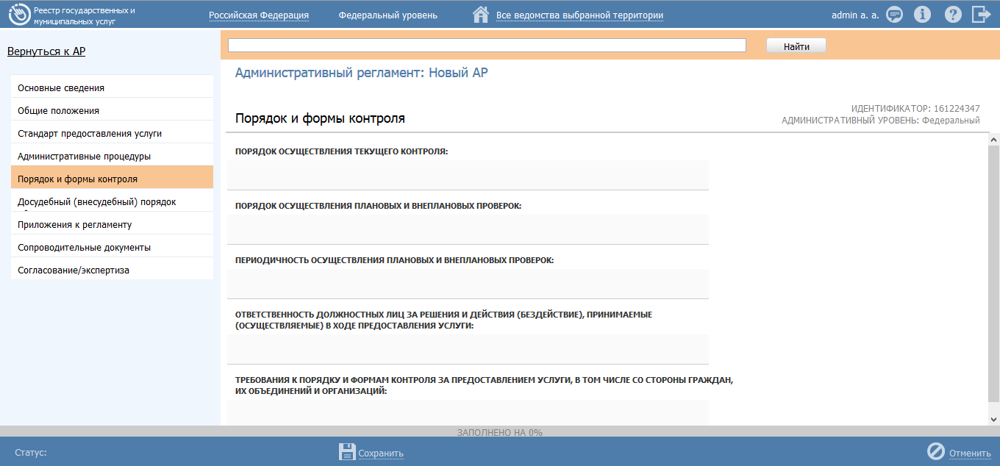 Реестр государственных и
муниципальных услуг
Российская Федерация
Федеральный уровень
Все ведомства выбранной территории
admin a. a.
Вернуться к АР
Найти
Основные сведения
Общие положения
Стандарт предоставления услуги
Административные процедуры
Порядок и формы контроля
Досудебный (внесудебный) порядок
Приложения к регламенту
Сопроводительные документы
Согласование/экспертиза
Административный регламент: Новый АР
Порядок и формы контроля
ИДЕНТИФИКАТОР: 161224347
АДМИНИСТРАТИВНЫЙ УРОВЕНЬ: Федеральный
ПОРЯДОК ОСУЩЕСТВЛЕНИЯ ТЕКУЩЕГО КОНТРОЛЯ:
ПОРЯДОК ОСУЩЕСТВЛЕНИЯ ПЛАНОВЫХ И ВНЕПЛАНОВЫХ ПРОВЕРОК:
ПЕРИОДИЧНОСТЬ ОСУЩЕСТВЛЕНИЯ ПЛАНОВЫХ И ВНЕПЛАНОВЫХ ПРОВЕРОК:
ОТВЕТСТВЕННОСТЬ ДОЛЖНОСТНЫХ ЛИЦ ЗА РЕШЕНИЯ И ДЕЙСТВИЯ (БЕЗДЕЙСТВИЕ), ПРИНИМАЕМЫЕ
(ОСУЩЕСТВЛЯЕМЫЕ) В ХОДЕ ПРЕДОСТАВЛЕНИЯ УСЛУГИ:
ТРЕБОВАНИЯ К ПОРЯДКУ И ФОРМАМ КОНТРОЛЯ ЗА ПРЕДОСТАВЛЕНИЕМ УСЛУГИ, В ТОМ ЧИСЛЕ СО СТОРОНЫ ГРАЖДАН,
ИХ ОБЪЕДИНЕНИЙ И ОРГАНИЗАЦИЙ:
ЗАПОЛНЕНО НА 0%
Статус:
Сохранить
Отменить